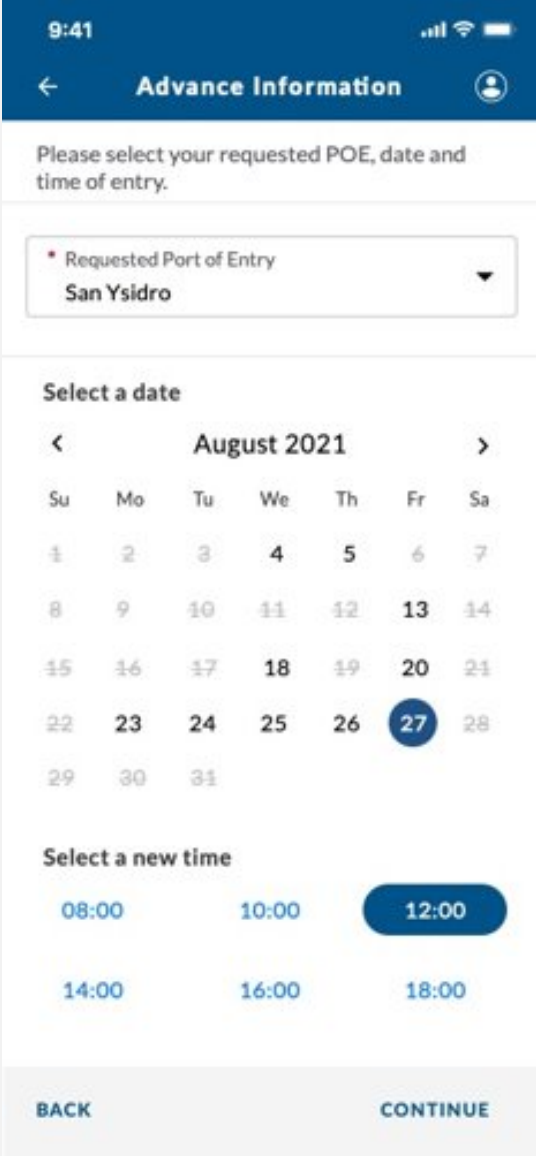 9:41
Advance Information
Please select your requested POE, date and
time of entry.
* Requested Port of Entry
San Ysidro
Select a date
August 2021
Su Mo Tu We Th Fr Sa
1 2 3 4 5 6 7
8 9 10 11 12 13 14
15 16 17 18 19 20 21
22 23 24 25 26 27 28
29 30 31
Select a new time
08:00 10:00 12:00
14:00 16:00 18:00
BACK CONTINUE